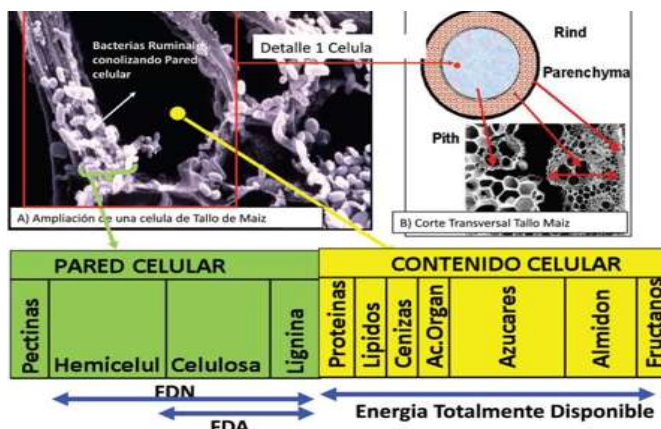 Bacterias Ruminal
conolizando Pared
celular
Detalle 1 Celula
Rind
Parenchyma
Pith
A) Ampliación de una celula de Tallo de Maiz
B) Corte Transversal Tallo Maiz
PARED CELULAR
CONTENIDO CELULAR
Pectinas
Hemicelul
Celulosa
Lignina
Proteinas
Lipidos
Cenizas
Ac.Organ
Azucares
Almidon
Fructanos
FDN
FDA
Energia Totalmente Disponible